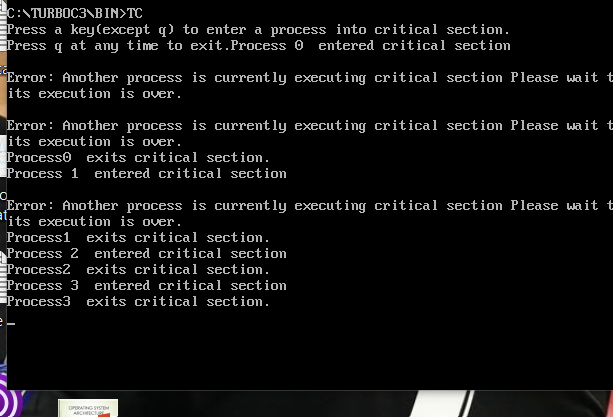 C:\TURBOC3\BIN>TC
Press a key(except q) to enter a process into critical section.
Press q at any time to exit.Process 0  entered critical section
Error: Another process is currently executing critical section Please wait t
its execution is over.
Error: Another process is currently executing critical section Please wait t
its execution is over.
Process0  exits critical section.
Process 1  entered critical section
Error: Another process is currently executing critical section Please wait t
its execution is over.
Process1  exits critical section.
Process 2  entered critical section
Process2  exits critical section.
Process 3  entered critical section
Process3  exits critical section.
OPERATING SYSTEM
ARCHITECTURE